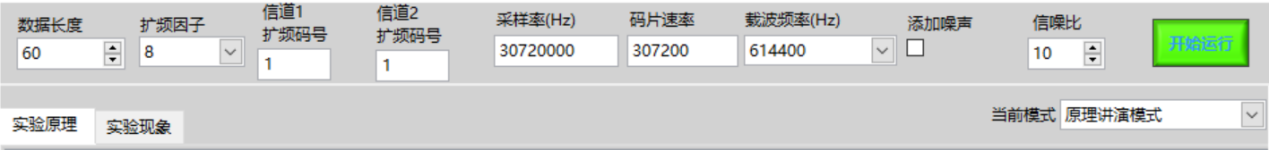 数据长度 扩频因子 信道1 扩频码号 信道2 扩频码号 采样率(Hz) 码片速率 载波频率(Hz) 添加噪声 信噪比
60 8 1 1 30720000 307200 614400 10 开始运行
当前模式 原理讲演模式
实验原理 实验现象